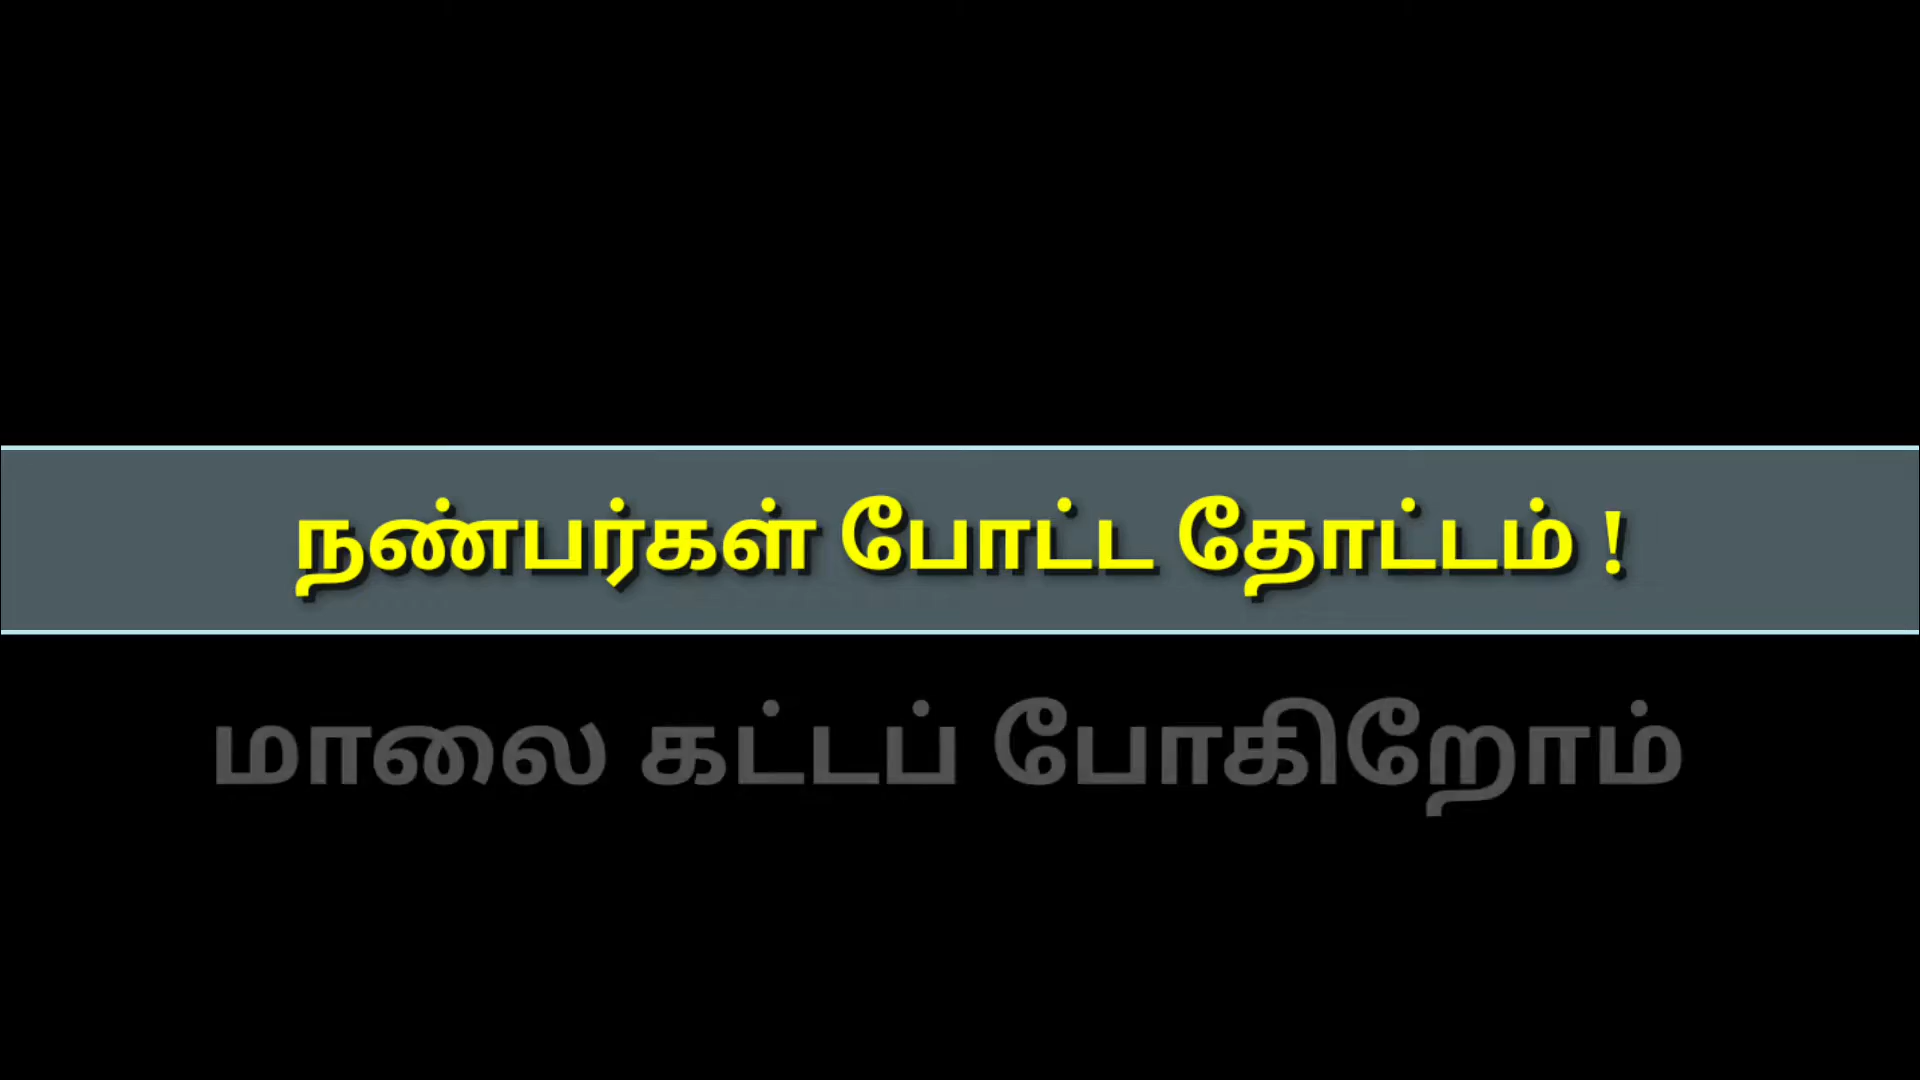 நண்பர்கள் போட்ட தோட்டம் !
மாலை கட்டப் போகிறோம்